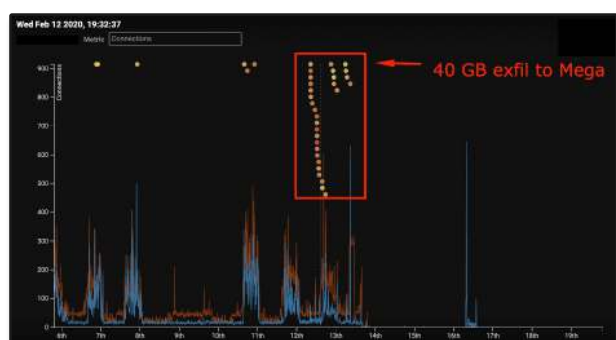 Wed Feb 12 2020, 19:32:37
Metric Connections
40 GB exfil to Mega
Connections
900
800
700
600
500
400
300
200
100
0
6th 7th 8th 9th 10th 11th 12th 13th 14th 15th 16th 17th 18th 19th